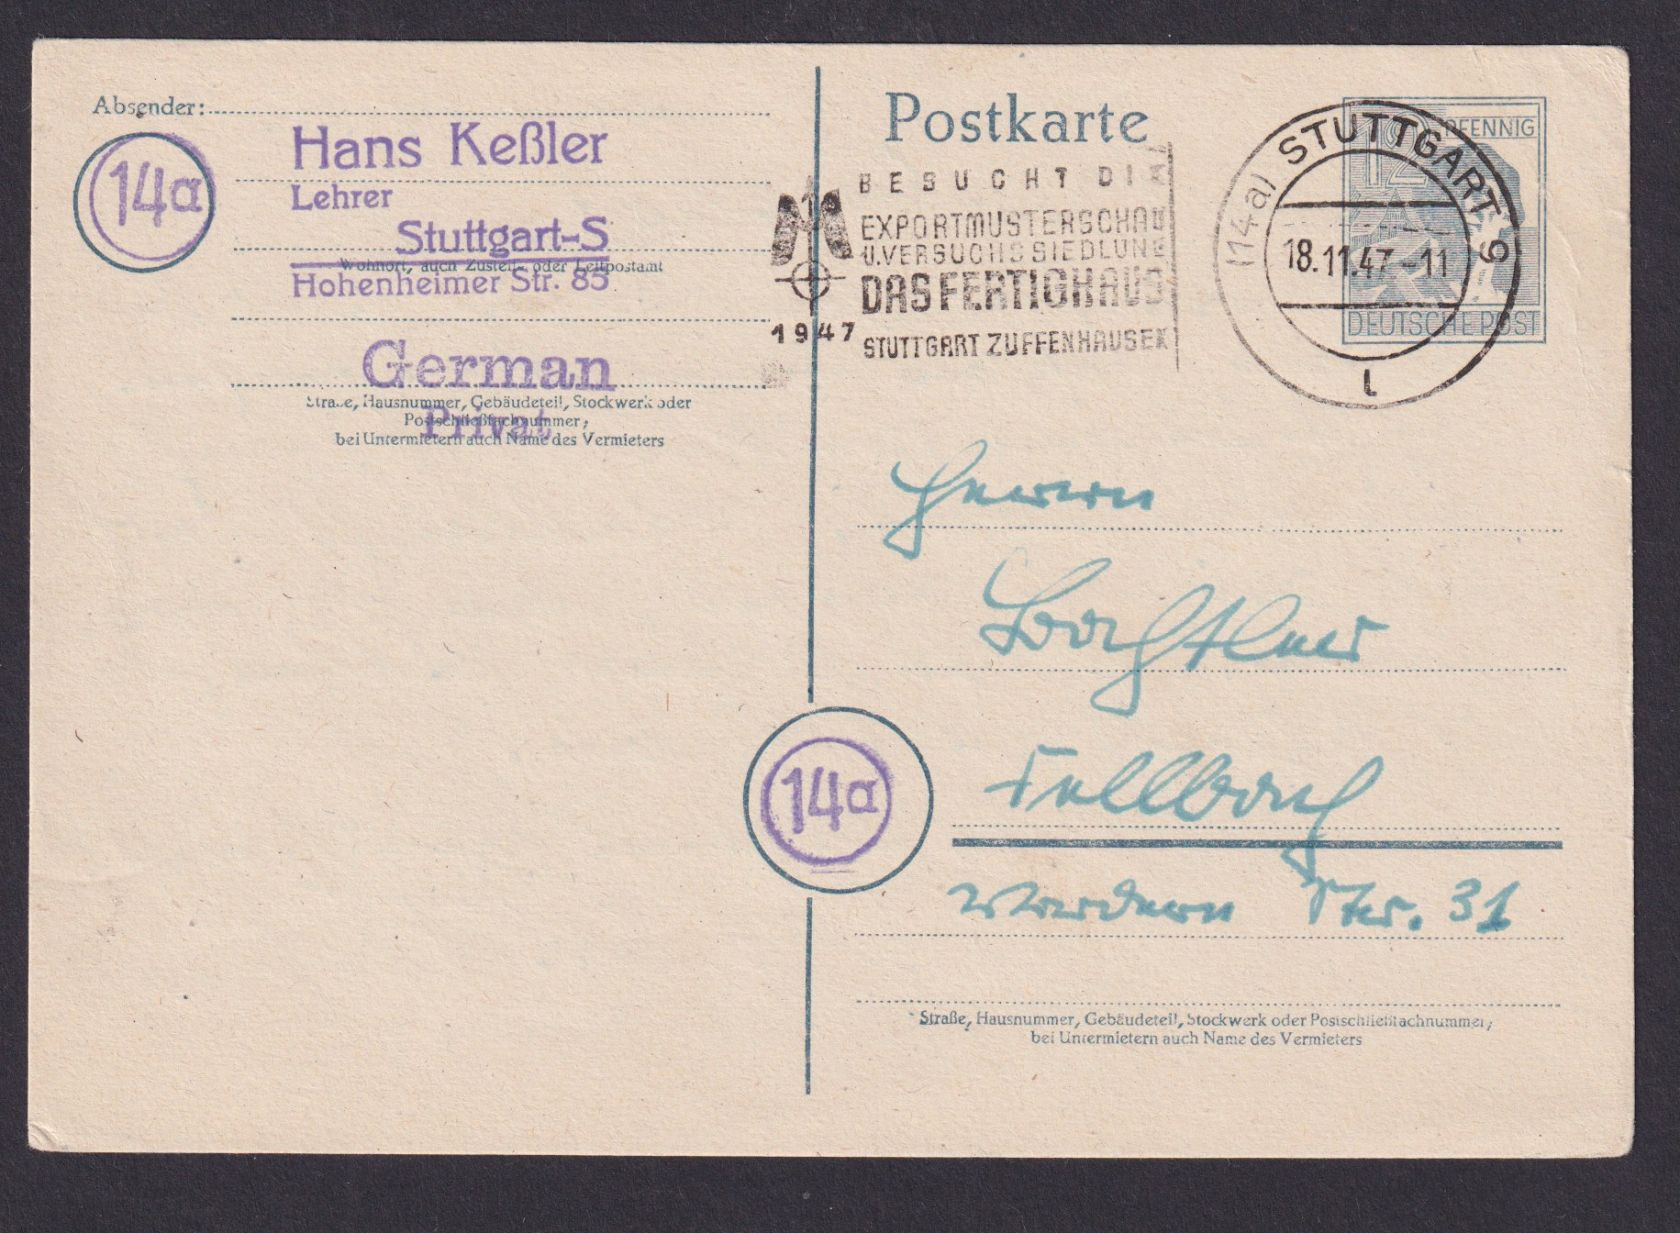 Absender:
14a
Hans Keßler
Lehrer
Stuttgart-S
Wohnort, auch Zustell- oder Leitpostamt
Hohenheimer Str. 85
German
Straße, Hausnummer, Gebäudeteil, Stockwerk oder
Postschließfachnummer;
Privat
bei Untermietern auch Name des Vermieters
Postkarte
BESUCHT DIE
EXPORTMUSTERSCHAU
U. VERSUCHSSIEDLUNG
DAS FERTIGHAUS
1947
STUTTGART ZUFFENHAUSEN
(14a) STUTTGART 9
18.11.47-11
l
12 PFENNIG
DEUTSCHE POST
Herrn
Fellbach
14a
Str. 31
Straße, Hausnummer, Gebäudeteil, Stockwerk oder Postschließfachnummer;
bei Untermietern auch Name des Vermieters